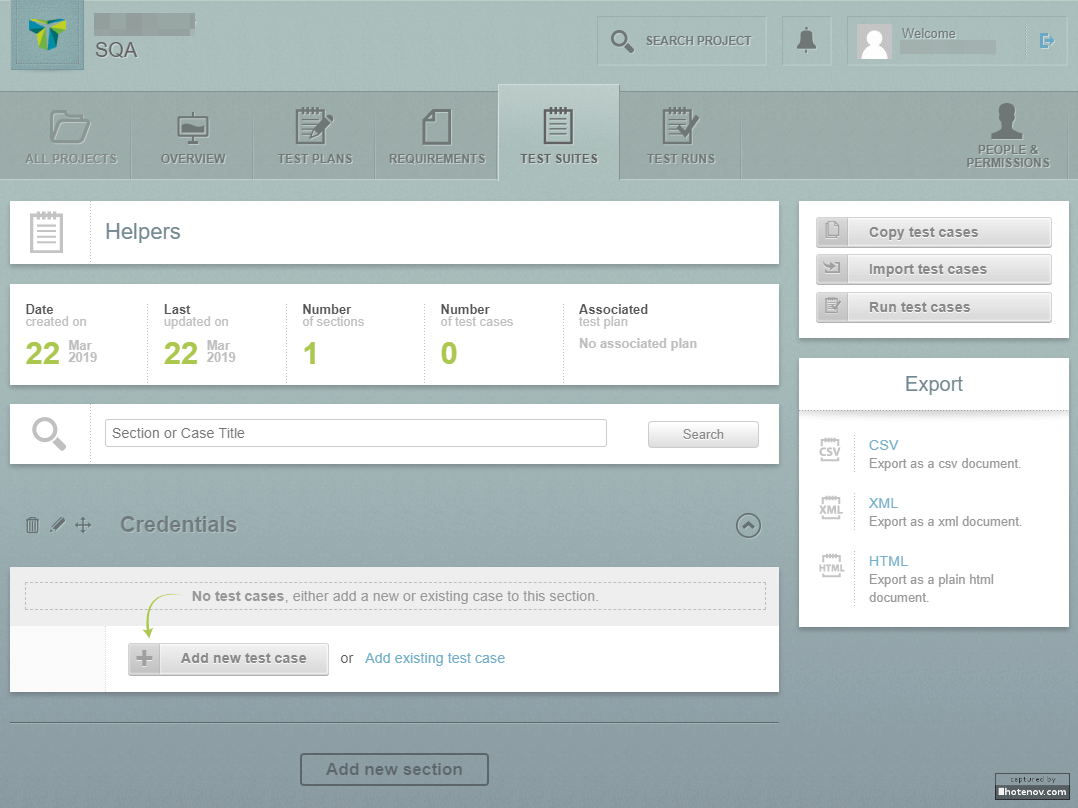 SQA
SEARCH PROJECT
Welcome
ALL PROJECTS
OVERVIEW
TEST PLANS
REQUIREMENTS
TEST SUITES
TEST RUNS
PEOPLE &
PERMISSIONS
Helpers
Date
created on
22 Mar
2019
Last
updated on
22 Mar
2019
Number
of sections
1
Number
of test cases
0
Associated
test plan
No associated plan
Section or Case Title
Search
Credentials
No test cases, either add a new or existing case to this section.
Add new test case or Add existing test case
Add new section
Copy test cases
Import test cases
Run test cases
Export
CSV
CSV
Export as a csv document.
XML
XML
Export as a xml document.
HTML
HTML
Export as a plain html
document.
captured by
hotenov.com